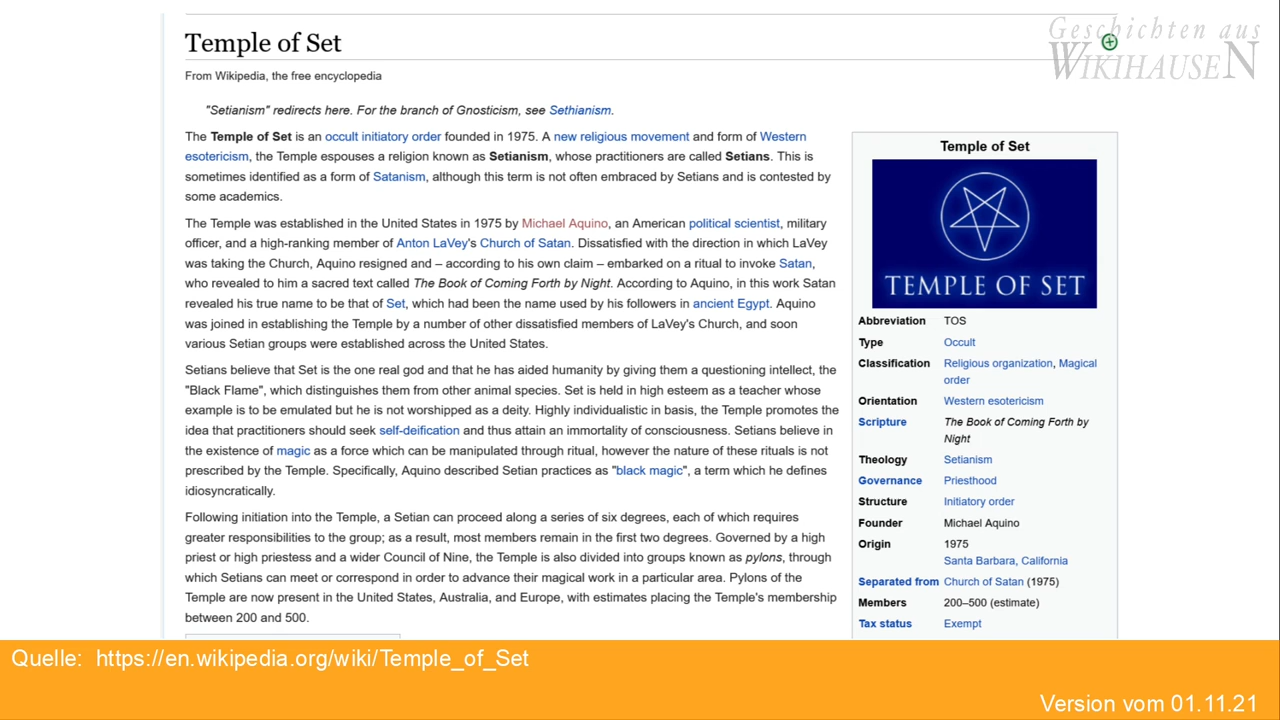 Geschichten aus
WIKIHAUSEN
Temple of Set
From Wikipedia, the free encyclopedia
"Setianism" redirects here. For the branch of Gnosticism, see Sethianism.
The Temple of Set is an occult initiatory order founded in 1975. A new religious movement and form of Western
esotericism, the Temple espouses a religion known as Setianism, whose practitioners are called Setians. This is
sometimes identified as a form of Satanism, although this term is not often embraced by Setians and is contested by
some academics.
The Temple was established in the United States in 1975 by Michael Aquino, an American political scientist, military
officer, and a high-ranking member of Anton LaVey's Church of Satan. Dissatisfied with the direction in which LaVey
was taking the Church, Aquino resigned and – according to his own claim – embarked on a ritual to invoke Satan,
who revealed to him a sacred text called The Book of Coming Forth by Night. According to Aquino, in this work Satan
revealed his true name to be that of Set, which had been the name used by his followers in ancient Egypt. Aquino
was joined in establishing the Temple by a number of other dissatisfied members of LaVey's Church, and soon
various Setian groups were established across the United States.
Setians believe that Set is the one real god and that he has aided humanity by giving them a questioning intellect, the
"Black Flame", which distinguishes them from other animal species. Set is held in high esteem as a teacher whose
example is to be emulated but he is not worshipped as a deity. Highly individualistic in basis, the Temple promotes the
idea that practitioners should seek self-deification and thus attain an immortality of consciousness. Setians believe in
the existence of magic as a force which can be manipulated through ritual, however the nature of these rituals is not
prescribed by the Temple. Specifically, Aquino described Setian practices as "black magic", a term which he defines
idiosyncratically.
Following initiation into the Temple, a Setian can proceed along a series of six degrees, each of which requires
greater responsibilities to the group; as a result, most members remain in the first two degrees. Governed by a high
priest or high priestess and a wider Council of Nine, the Temple is also divided into groups known as pylons, through
which Setians can meet or correspond in order to advance their magical work in a particular area. Pylons of the
Temple are now present in the United States, Australia, and Europe, with estimates placing the Temple's membership
between 200 and 500.
Temple of Set
TEMPLE OF SET
Abbreviation TOS
Type Occult
Classification Religious organization, Magical
order
Orientation Western esotericism
Scripture The Book of Coming Forth by
Night
Theology Setianism
Governance Priesthood
Structure Initiatory order
Founder Michael Aquino
Origin 1975
Santa Barbara, California
Separated from Church of Satan (1975)
Members 200–500 (estimate)
Tax status Exempt
Quelle: https://en.wikipedia.org/wiki/Temple_of_Set
Version vom 01.11.21